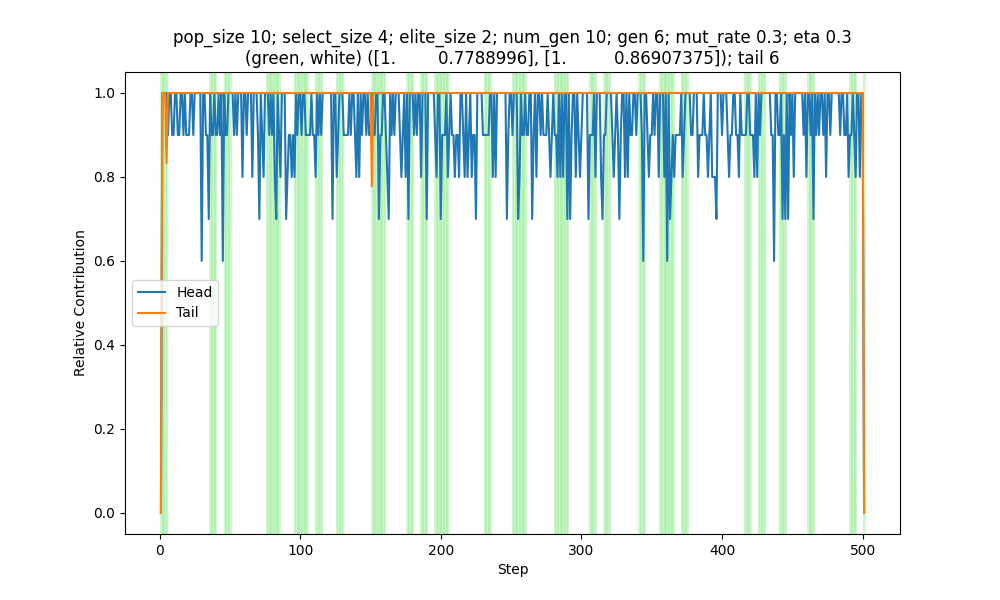 pop_size 10; select_size 4; elite_size 2; num_gen 10; gen 6; mut_rate 0.3; eta 0.3
(green, white) ([1.        0.7788996], [1.         0.86907375]); tail 6
1.0
0.8
0.6
0.4
0.2
0.0
Relative Contribution
Head
Tail
0 100 200 300 400 500
Step